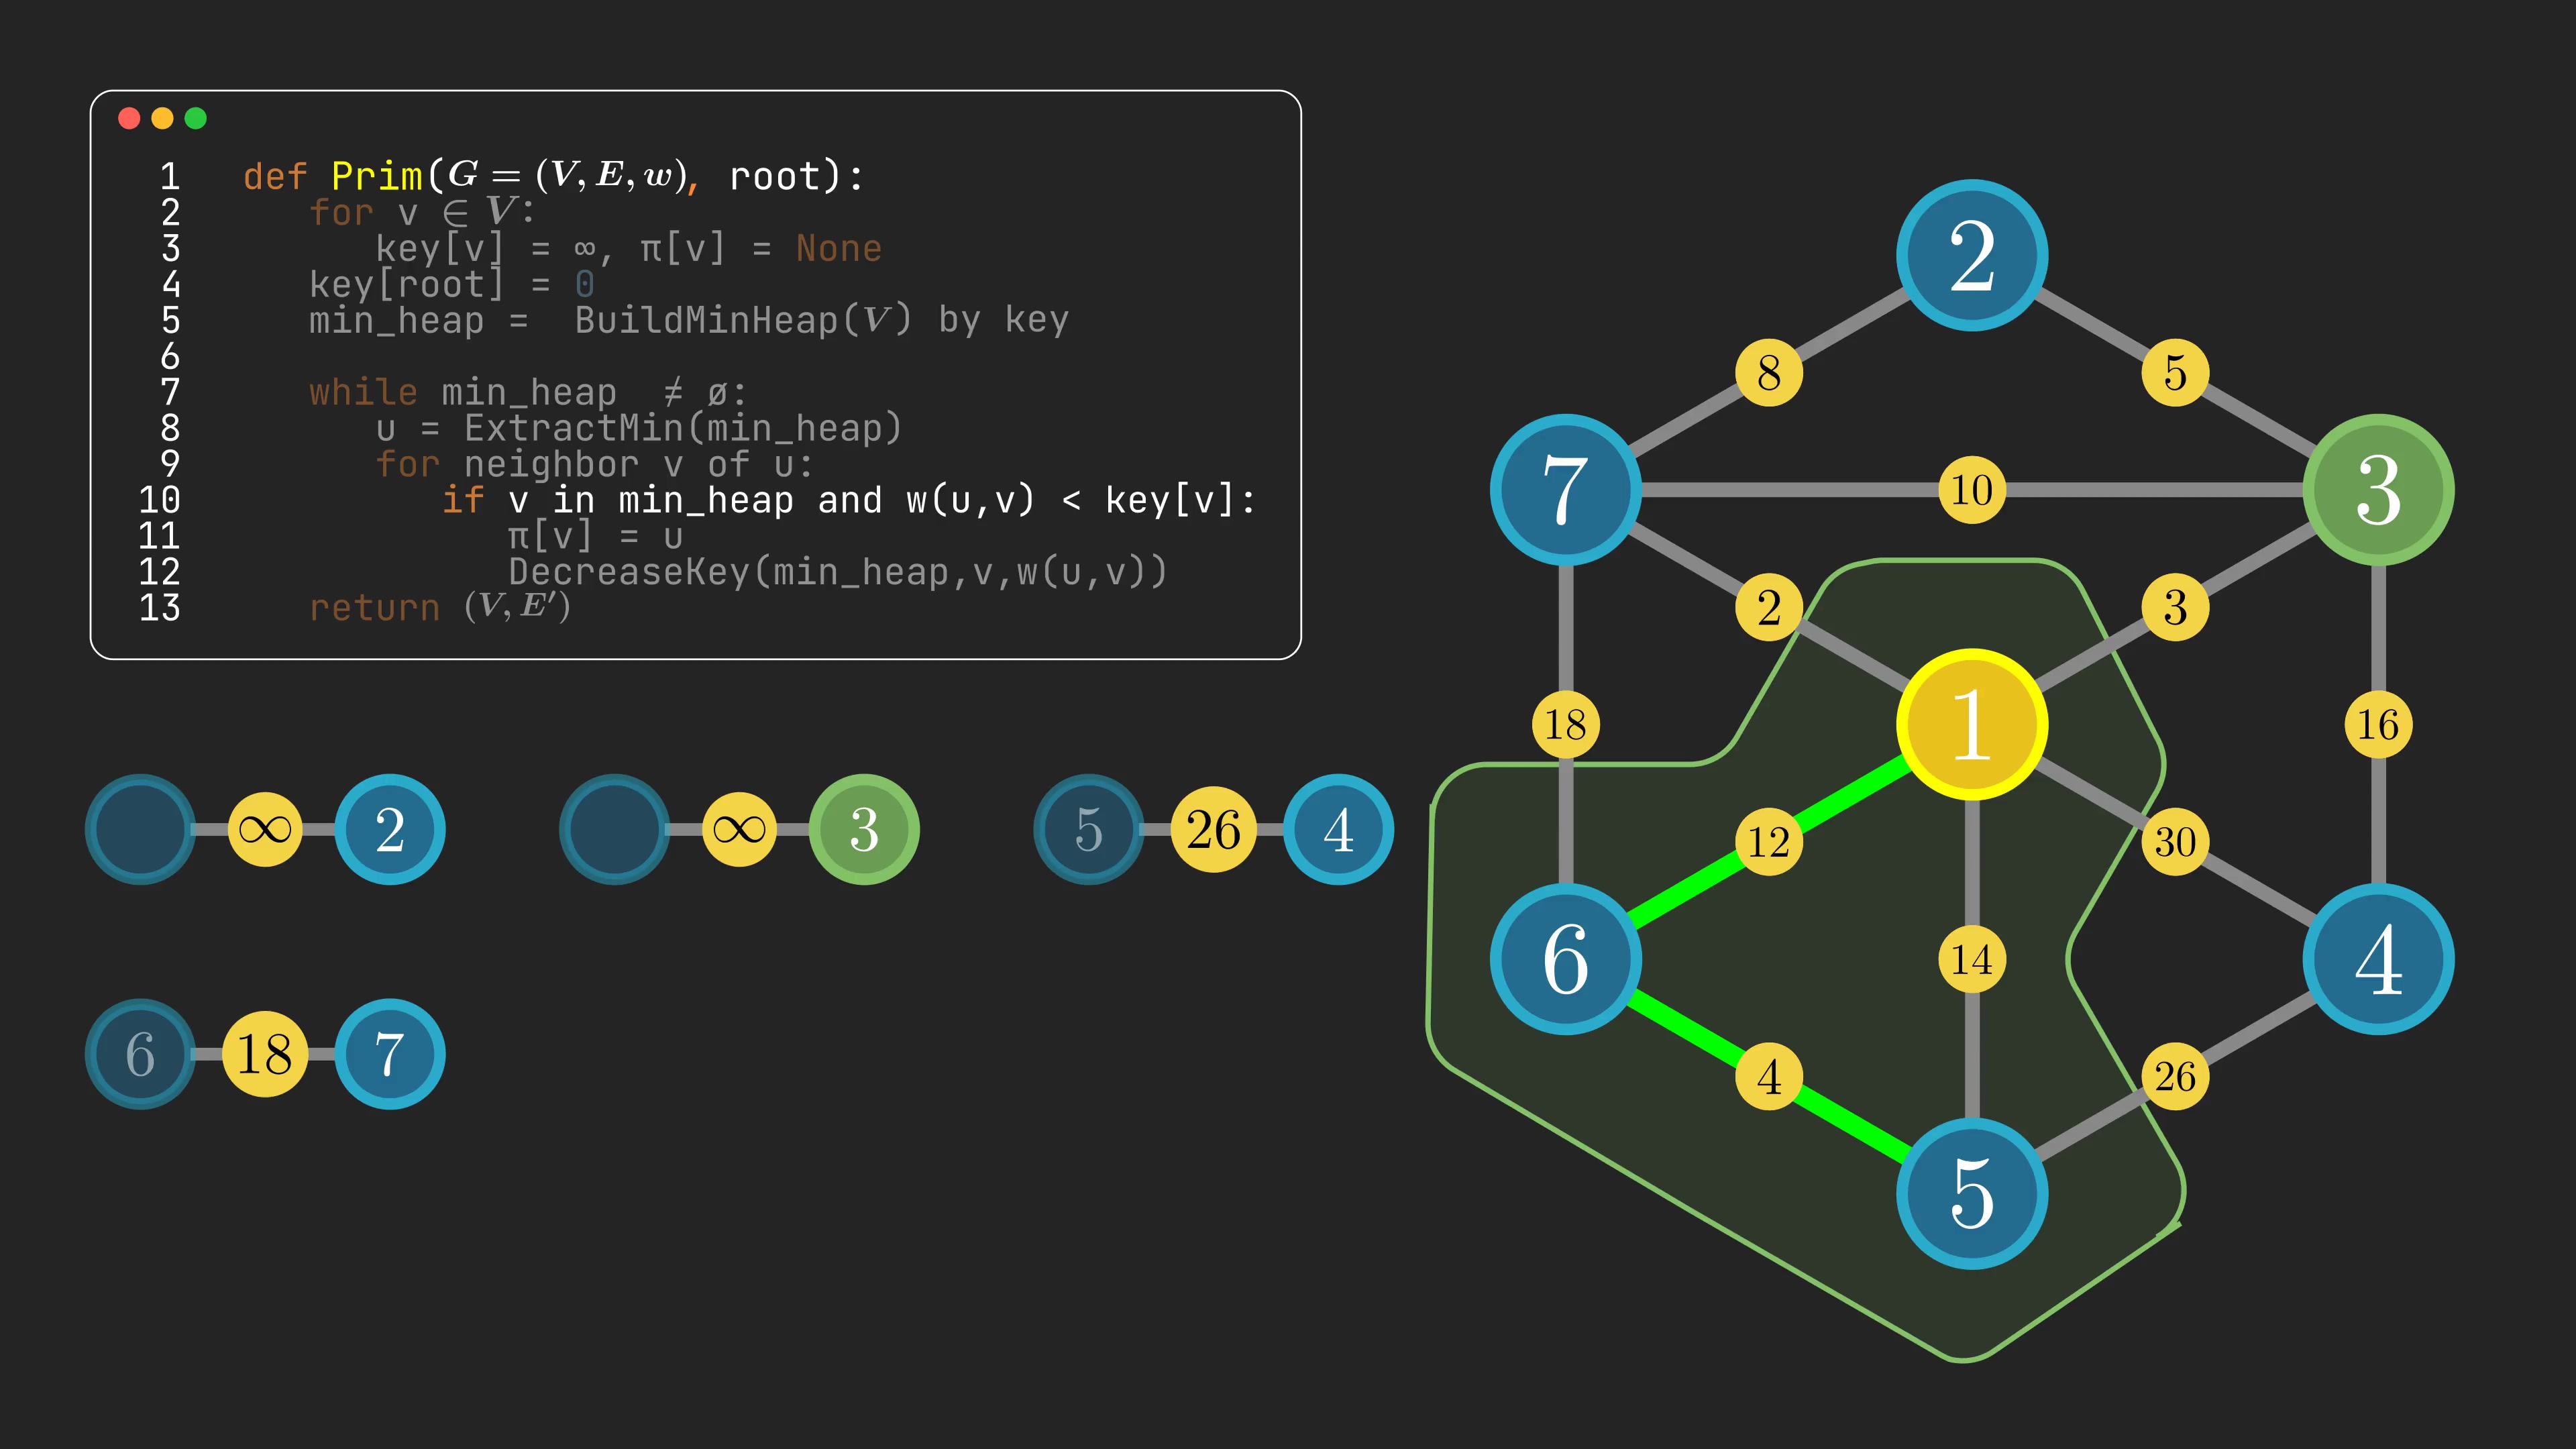 1 def Prim(G = (V, E, w), root):
2 for v ∈ V:
3 key[v] = ∞, π[v] = None
4 key[root] = 0
5 min_heap = BuildMinHeap(V) by key
6
7 while min_heap ≠ ø:
8 u = ExtractMin(min_heap)
9 for neighbor v of u:
10 if v in min_heap and w(u,v) < key[v]:
11 π[v] = u
12 DecreaseKey(min_heap,v,w(u,v))
13 return (V, E′)
∞ 2
∞ 3
5 26 4
6 18 7
2
8 5
7 10 3
2 3
18 1 16
12 30
6 14 4
4 26
5